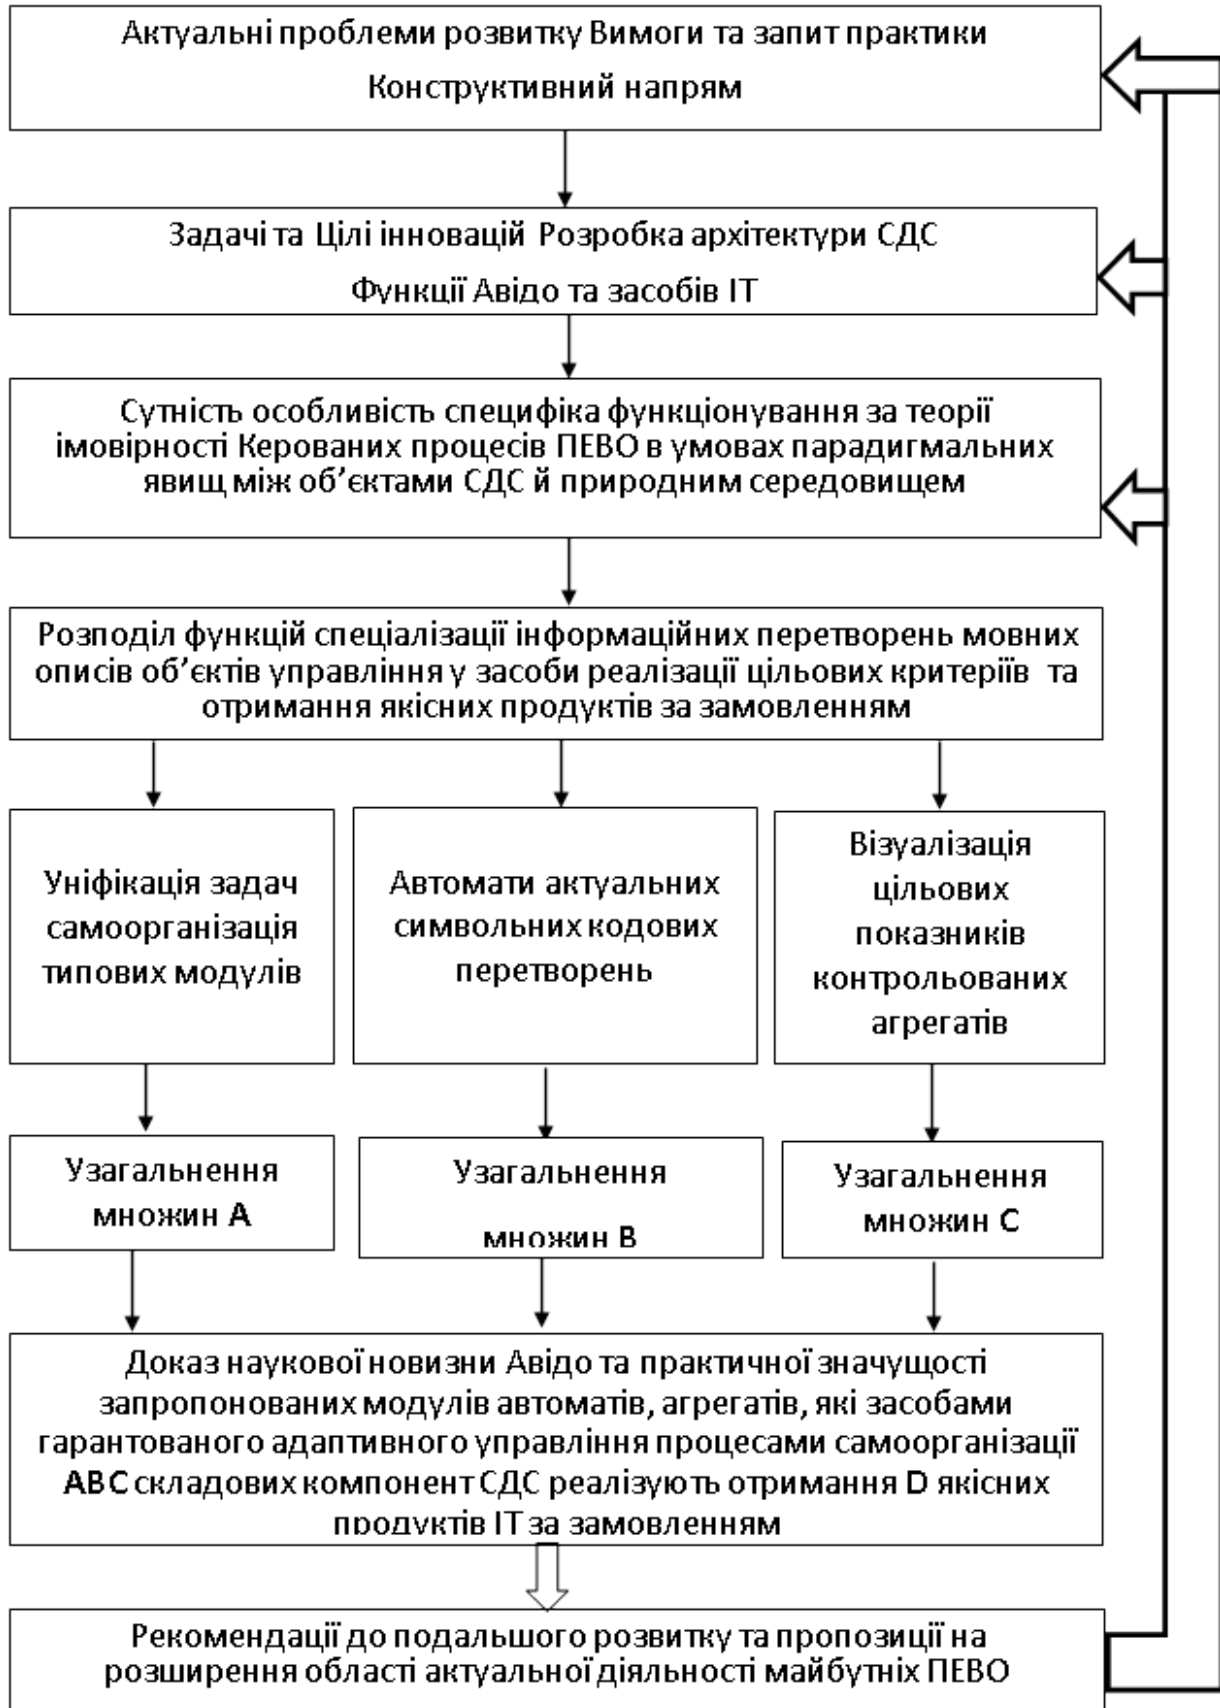 Актуальні проблеми розвитку Вимоги та запит практики
Конструктивний напрям
Задачі та Цілі інновацій Розробка архітектури СДС
Функції Авідо та засобів ІТ
Сутність особливість специфіка функціонування за теорії
імовірності Керованих процесів ПЕВО в умовах парадигмальних
явищ між об’єктами СДС й природним середовищем
Розподіл функцій спеціалізації інформаційних перетворень мовних
описів об’єктів управління у засоби реалізації цільових критеріїв та
отримання якісних продуктів за замовленням
Уніфікація задач
самоорганізація
типових модулів
Автомати актуальних
символьних кодових
перетворень
Візуалізація
цільових
показників
контрольованих
агрегатів
Узагальнення
множин А
Узагальнення
множин В
Узагальнення
множин С
Доказ наукової новизни Авідо та практичної значущості
запропонованих модулів автоматів, агрегатів, які засобами
гарантованого адаптивного управління процесами самоорганізації
АВС складових компонент СДС реалізують отримання D якісних
продуктів ІТ за замовленням
Рекомендації до подальшого розвитку та пропозиції на
розширення області актуальної діяльності майбутніх ПЕВО